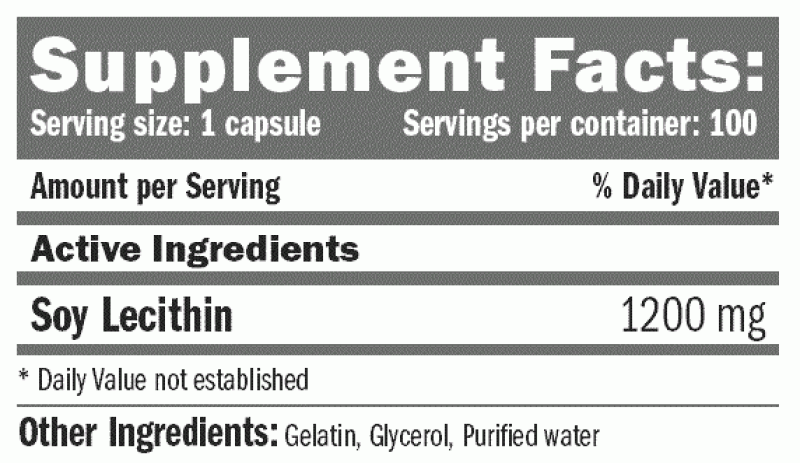 Supplement Facts:
Serving size: 1 capsule Servings per container: 100
Amount per Serving % Daily Value*
Active Ingredients
Soy Lecithin 1200 mg
* Daily Value not established
Other Ingredients: Gelatin, Glycerol, Purified water